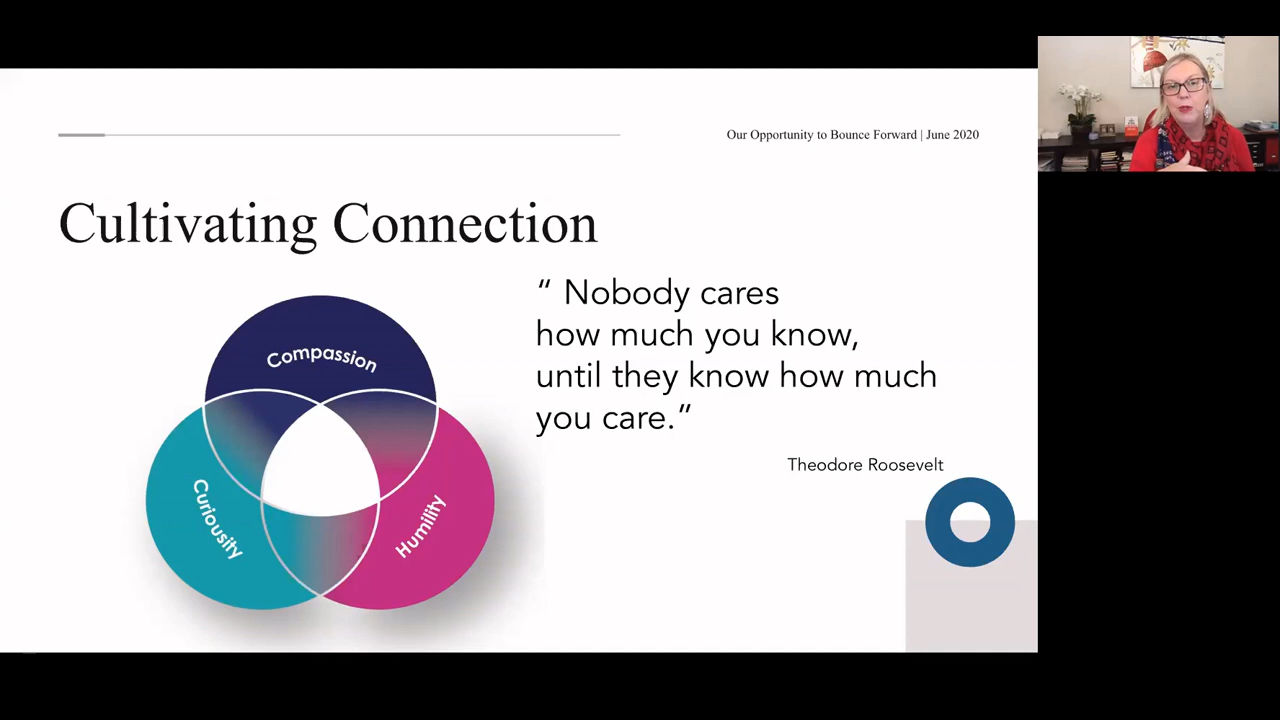 Our Opportunity to Bounce Forward | June 2020
Cultivating Connection
“ Nobody cares
how much you know,
until they know how much
you care.”
Theodore Roosevelt
Compassion
Curiousity
Humility